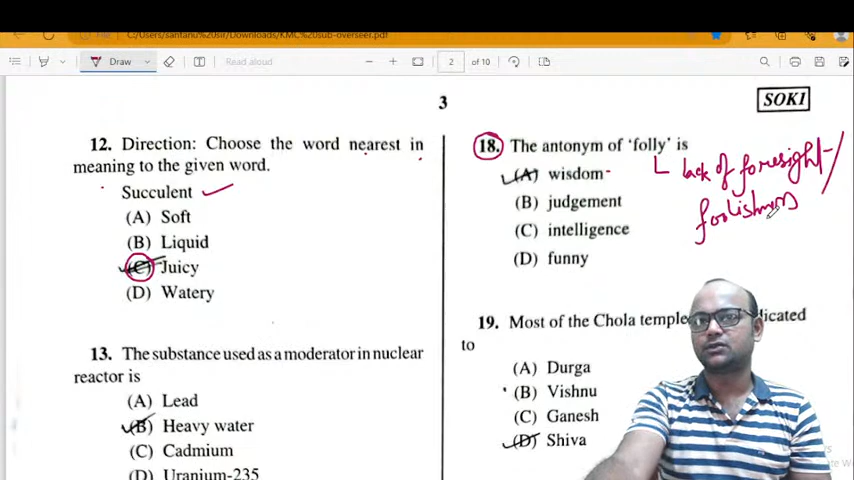 C:/Users/santanu%20sir/Downloads/KMC%20sub-overseer.pdf
Draw
Read aloud
2 of 10
3
SOK1
12. Direction: Choose the word nearest in
meaning to the given word.
Succulent
(A) Soft
(B) Liquid
(C) Juicy
(D) Watery
13. The substance used as a moderator in nuclear
reactor is
(A) Lead
(B) Heavy water
(C) Cadmium
(D) Uranium-235
18. The antonym of 'folly' is
(A) wisdom
(B) judgement
(C) intelligence
(D) funny
lack of foresight/
foolishness
19. Most of the Chola temple dicated
to
(A) Durga
(B) Vishnu
(C) Ganesh
(D) Shiva